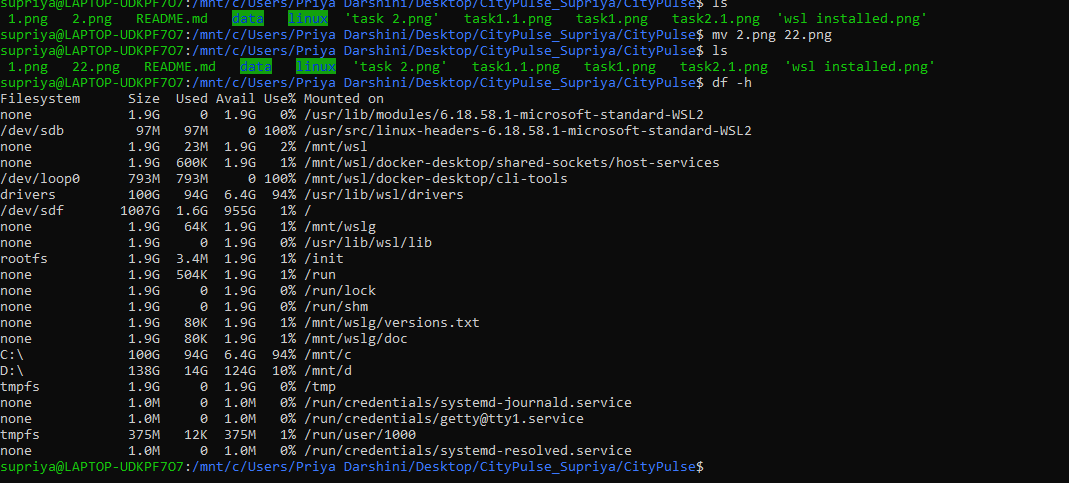 supriya@LAPTOP-UDKPF7O7:/mnt/c/Users/Priya Darshini/Desktop/CityPulse_Supriya/CityPulse$ ls
 1.png   2.png   README.md   data   linux  'task 2.png'   task1.1.png   task1.png   task2.1.png  'wsl installed.png'
supriya@LAPTOP-UDKPF7O7:/mnt/c/Users/Priya Darshini/Desktop/CityPulse_Supriya/CityPulse$ mv 2.png 22.png
supriya@LAPTOP-UDKPF7O7:/mnt/c/Users/Priya Darshini/Desktop/CityPulse_Supriya/CityPulse$ ls
 1.png   22.png   README.md   data   linux  'task 2.png'   task1.1.png   task1.png   task2.1.png  'wsl installed.png'
supriya@LAPTOP-UDKPF7O7:/mnt/c/Users/Priya Darshini/Desktop/CityPulse_Supriya/CityPulse$ df -h
Filesystem      Size  Used Avail Use% Mounted on
none            1.9G     0  1.9G   0% /usr/lib/modules/6.18.58.1-microsoft-standard-WSL2
/dev/sdb         97M   97M     0 100% /usr/src/linux-headers-6.18.58.1-microsoft-standard-WSL2
none            1.9G   23M  1.9G   2% /mnt/wsl
none            1.9G  600K  1.9G   1% /mnt/wsl/docker-desktop/shared-sockets/host-services
/dev/loop0      793M  793M     0 100% /mnt/wsl/docker-desktop/cli-tools
drivers         100G   94G  6.4G  94% /usr/lib/wsl/drivers
/dev/sdf       1007G  1.6G  955G   1% /
none            1.9G   64K  1.9G   1% /mnt/wslg
none            1.9G     0  1.9G   0% /usr/lib/wsl/lib
rootfs          1.9G  3.4M  1.9G   1% /init
none            1.9G  504K  1.9G   1% /run
none            1.9G     0  1.9G   0% /run/lock
none            1.9G     0  1.9G   0% /run/shm
none            1.9G   80K  1.9G   1% /mnt/wslg/versions.txt
none            1.9G   80K  1.9G   1% /mnt/wslg/doc
C:\             100G   94G  6.4G  94% /mnt/c
D:\             138G   14G  124G  10% /mnt/d
tmpfs           1.9G     0  1.9G   0% /tmp
none            1.0M     0  1.0M   0% /run/credentials/systemd-journald.service
none            1.0M     0  1.0M   0% /run/credentials/getty@tty1.service
tmpfs           375M   12K  375M   1% /run/user/1000
none            1.0M     0  1.0M   0% /run/credentials/systemd-resolved.service
supriya@LAPTOP-UDKPF7O7:/mnt/c/Users/Priya Darshini/Desktop/CityPulse_Supriya/CityPulse$